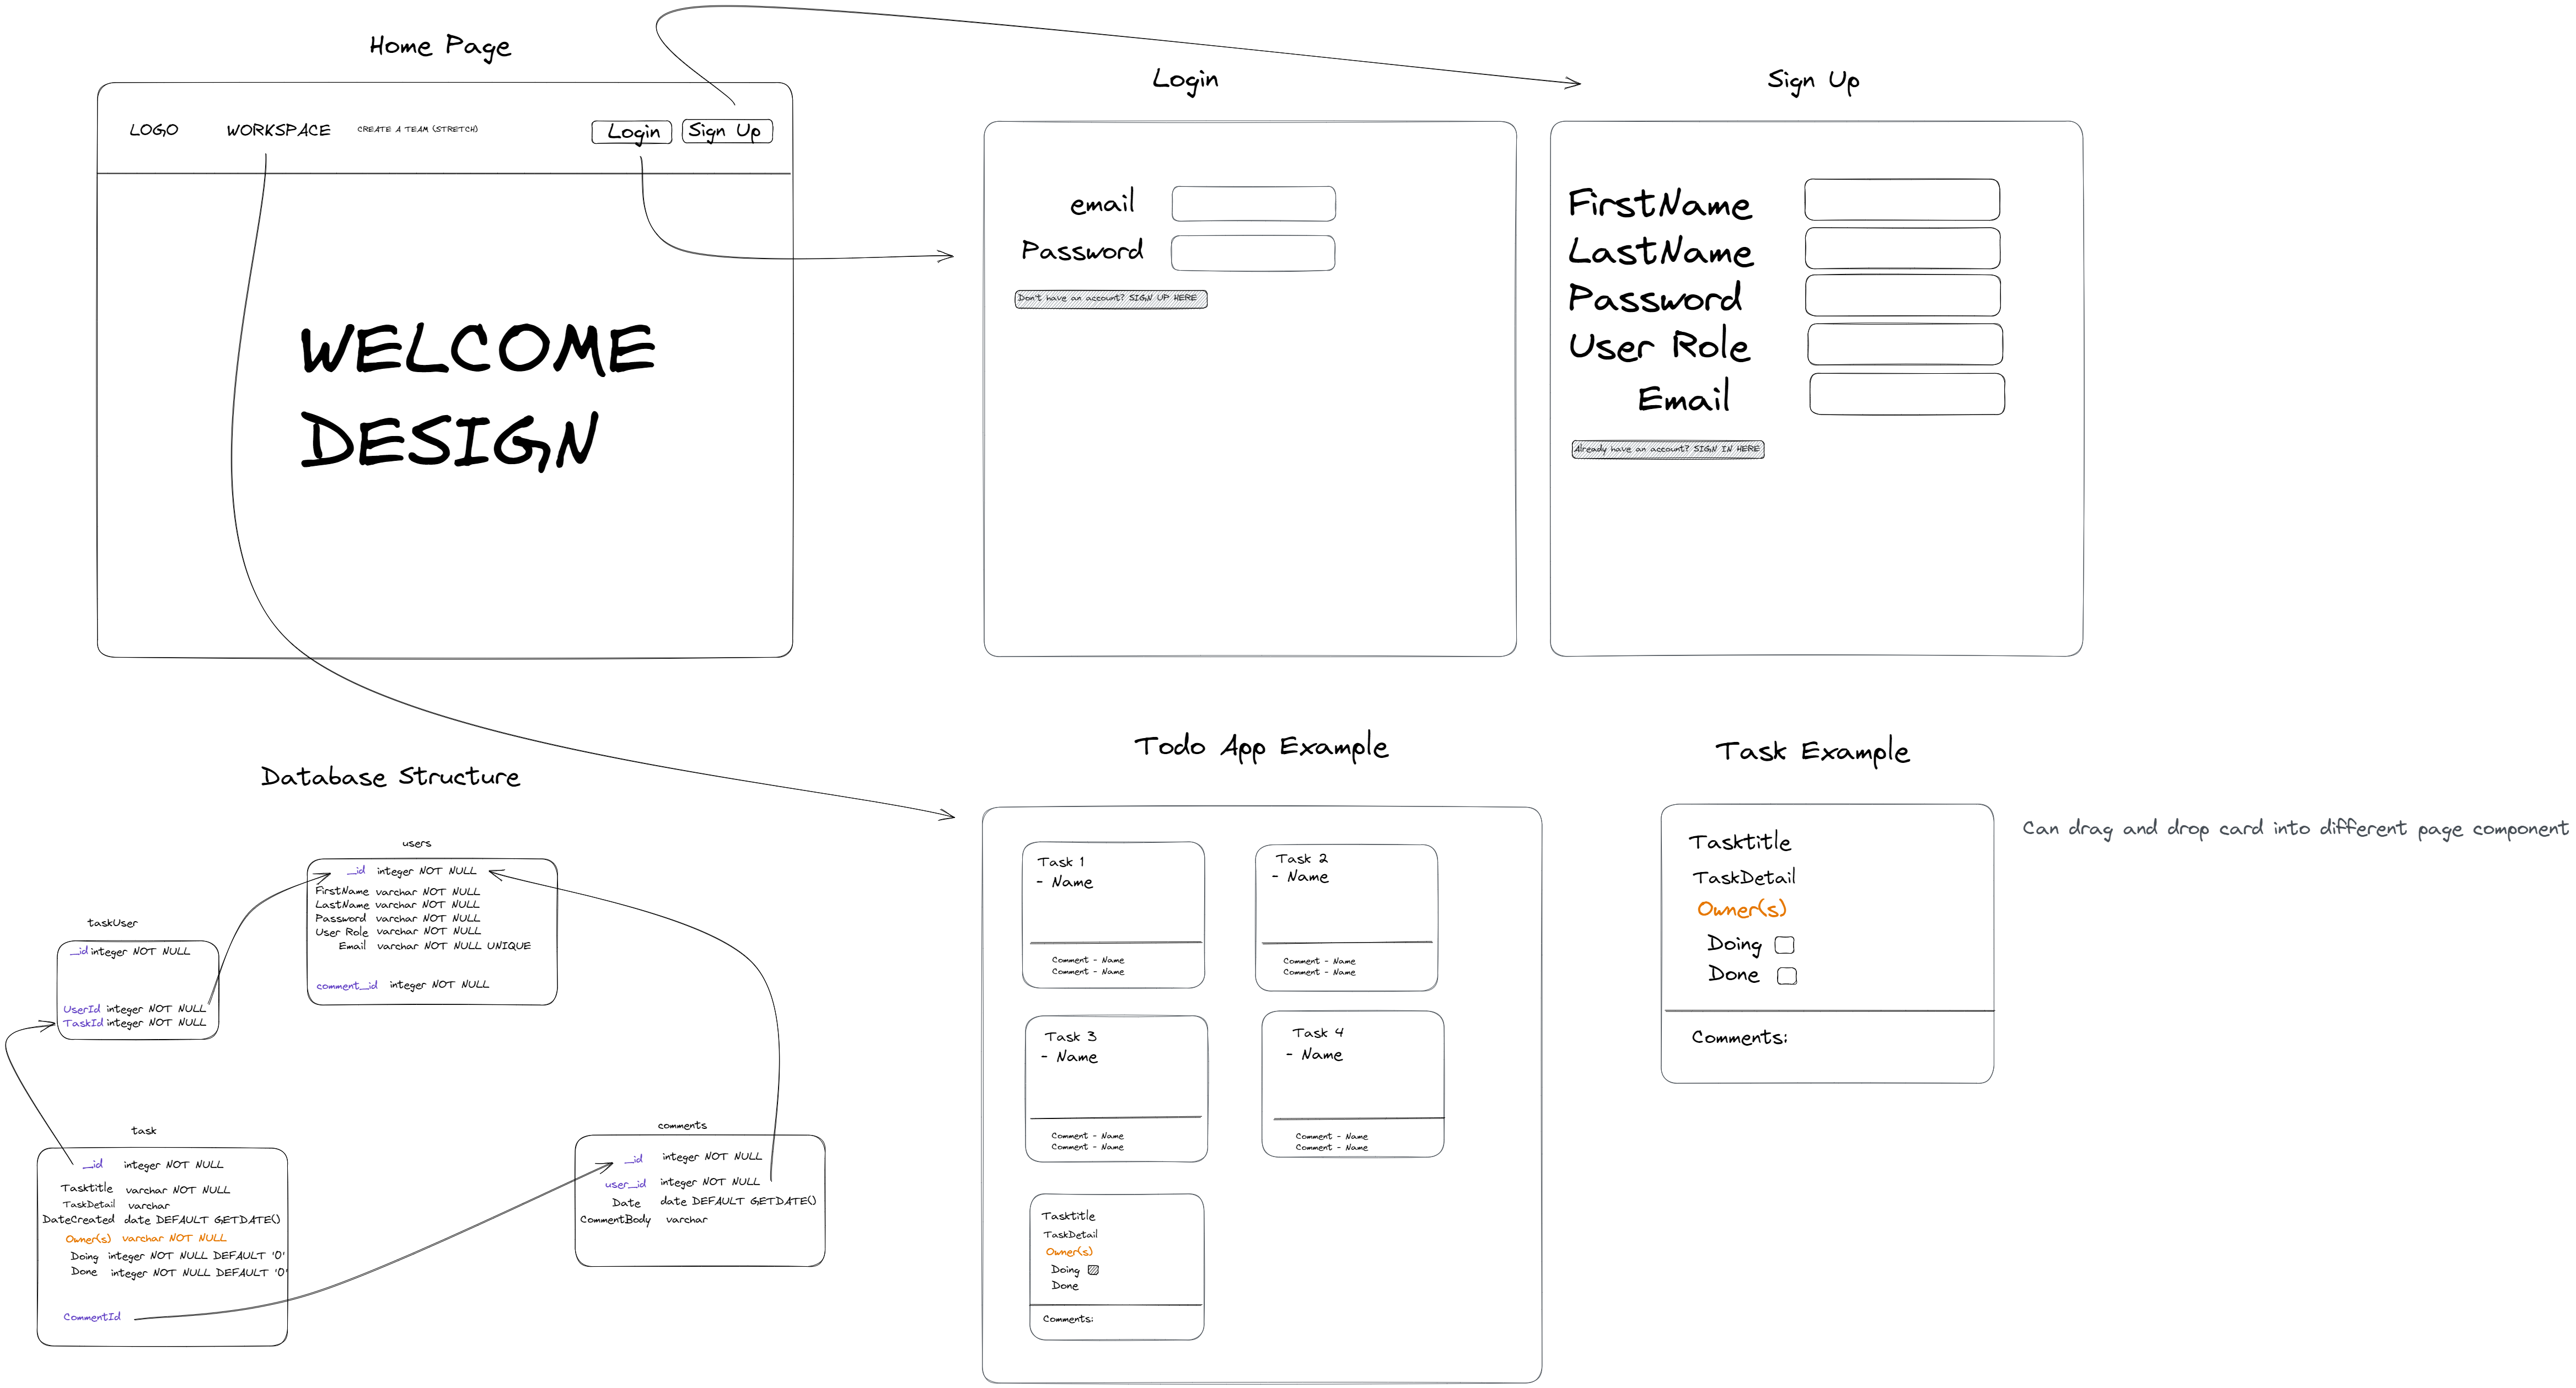 Home Page
LOGO WORKSPACE CREATE A TEAM (STRETCH) Login Sign Up
WELCOME
DESIGN
Login
email
Password
Don't have an account? SIGN UP HERE
Sign Up
FirstName
LastName
Password
User Role
Email
Already have an account? SIGN IN HERE
Database Structure
users
_id integer NOT NULL
FirstName varchar NOT NULL
LastName varchar NOT NULL
Password varchar NOT NULL
User Role varchar NOT NULL
Email varchar NOT NULL UNIQUE
comment_id integer NOT NULL
taskUser
_id integer NOT NULL
UserId integer NOT NULL
TaskId integer NOT NULL
task
_id integer NOT NULL
Tasktitle varchar NOT NULL
TaskDetail varchar
DateCreated date DEFAULT GETDATE()
Owner(s) varchar NOT NULL
Doing integer NOT NULL DEFAULT '0'
Done integer NOT NULL DEFAULT '0'
CommentId
comments
_id integer NOT NULL
user_id integer NOT NULL
Date date DEFAULT GETDATE()
CommentBody varchar
Todo App Example
Task 1
- Name
Comment - Name
Comment - Name
Task 2
- Name
Comment - Name
Comment - Name
Task 3
- Name
Comment - Name
Comment - Name
Task 4
- Name
Comment - Name
Comment - Name
Tasktitle
TaskDetail
Owner(s)
Doing
Done
Comments:
Task Example
Tasktitle
TaskDetail
Owner(s)
Doing
Done
Comments:
Can drag and drop card into different page component